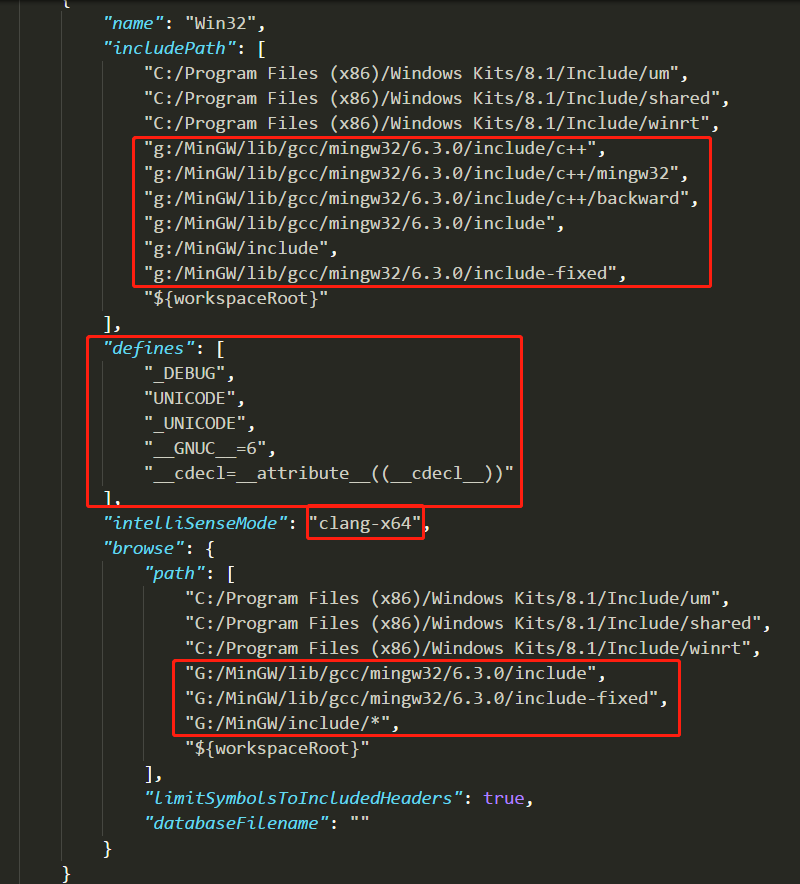 {
"name": "Win32",
"includePath": [
"C:/Program Files (x86)/Windows Kits/8.1/Include/um",
"C:/Program Files (x86)/Windows Kits/8.1/Include/shared",
"C:/Program Files (x86)/Windows Kits/8.1/Include/winrt",
"g:/MinGW/lib/gcc/mingw32/6.3.0/include/c++",
"g:/MinGW/lib/gcc/mingw32/6.3.0/include/c++/mingw32",
"g:/MinGW/lib/gcc/mingw32/6.3.0/include/c++/backward",
"g:/MinGW/lib/gcc/mingw32/6.3.0/include",
"g:/MinGW/include",
"g:/MinGW/lib/gcc/mingw32/6.3.0/include-fixed",
"${workspaceRoot}"
],
"defines": [
"_DEBUG",
"UNICODE",
"_UNICODE",
"__GNUC__=6",
"__cdecl=__attribute__((__cdecl__))"
],
"intelliSenseMode": "clang-x64",
"browse": {
"path": [
"C:/Program Files (x86)/Windows Kits/8.1/Include/um",
"C:/Program Files (x86)/Windows Kits/8.1/Include/shared",
"C:/Program Files (x86)/Windows Kits/8.1/Include/winrt",
"G:/MinGW/lib/gcc/mingw32/6.3.0/include",
"G:/MinGW/lib/gcc/mingw32/6.3.0/include-fixed",
"G:/MinGW/include/*",
"${workspaceRoot}"
],
"limitSymbolsToIncludedHeaders": true,
"databaseFilename": ""
}
}